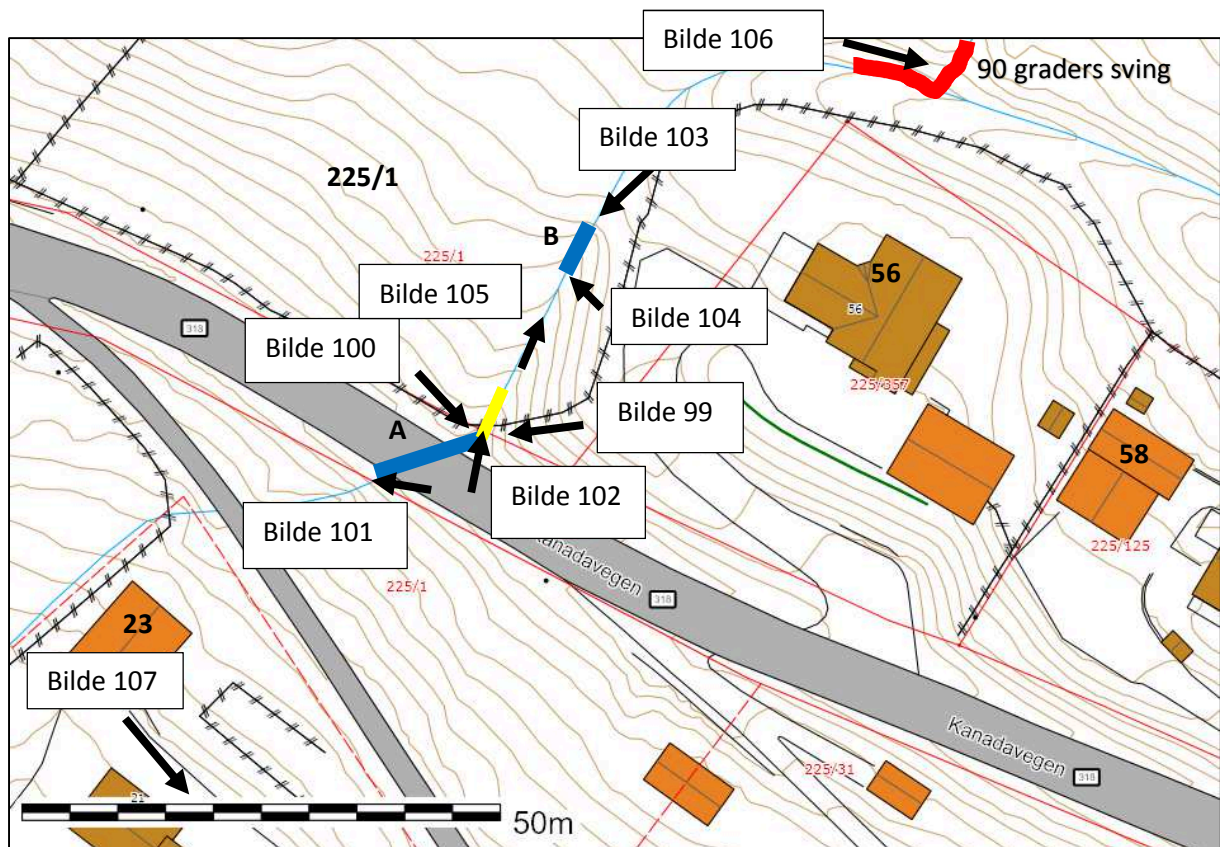 Bilde 106
90 graders sving
Bilde 103
225/1
B
225/1
56
56
Bilde 105
318
Bilde 104
Bilde 100
225/357
Bilde 99
A
58
Bilde 102
Bilde 101
Kanadavegen
225/125
225/1
318
23
Bilde 107
Kanadavegen
225/31
318
21
50m